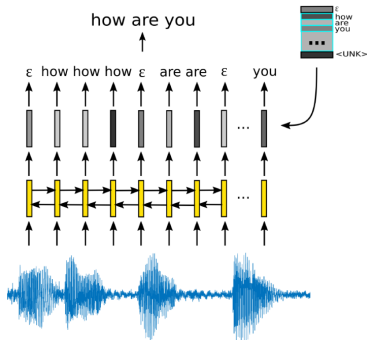 how are you
ε how how how ε are are ε you
...
ε
how
are
you
...
<UNK>